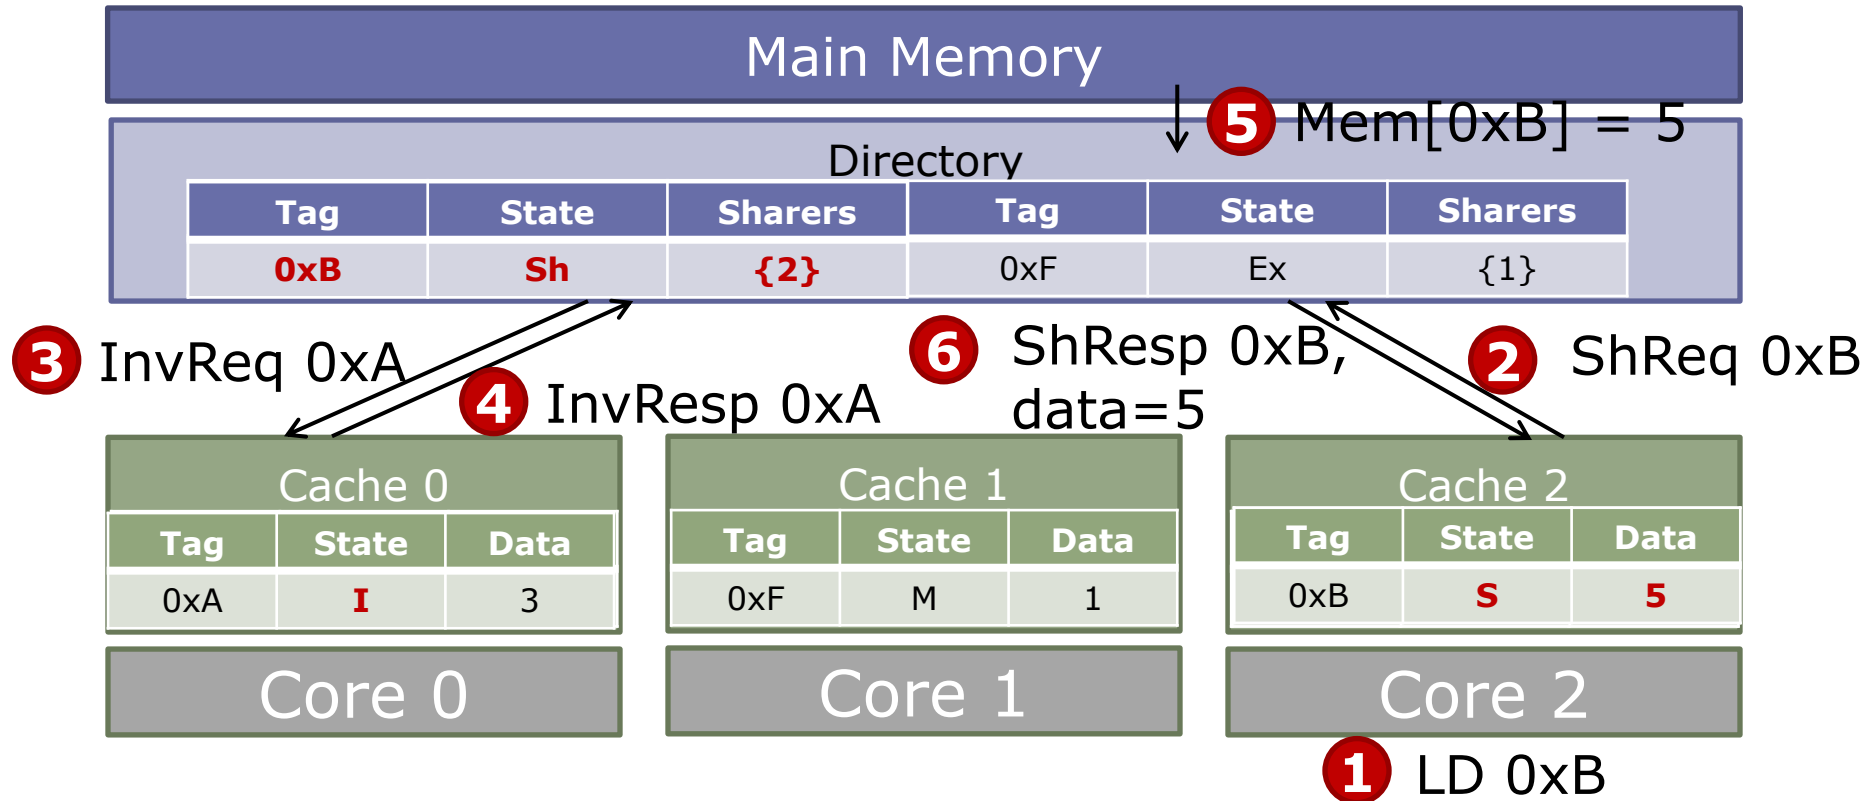 Main Memory
5 Mem[0xB] = 5
Directory
Tag State Sharers Tag State Sharers
0xB Sh {2} 0xF Ex {1}
3 InvReq 0xA
4 InvResp 0xA
6 ShResp 0xB,
data=5
2 ShReq 0xB
Cache 0
Tag State Data
0xA I 3
Core 0
Cache 1
Tag State Data
0xF M 1
Core 1
Cache 2
Tag State Data
0xB S 5
Core 2
1 LD 0xB